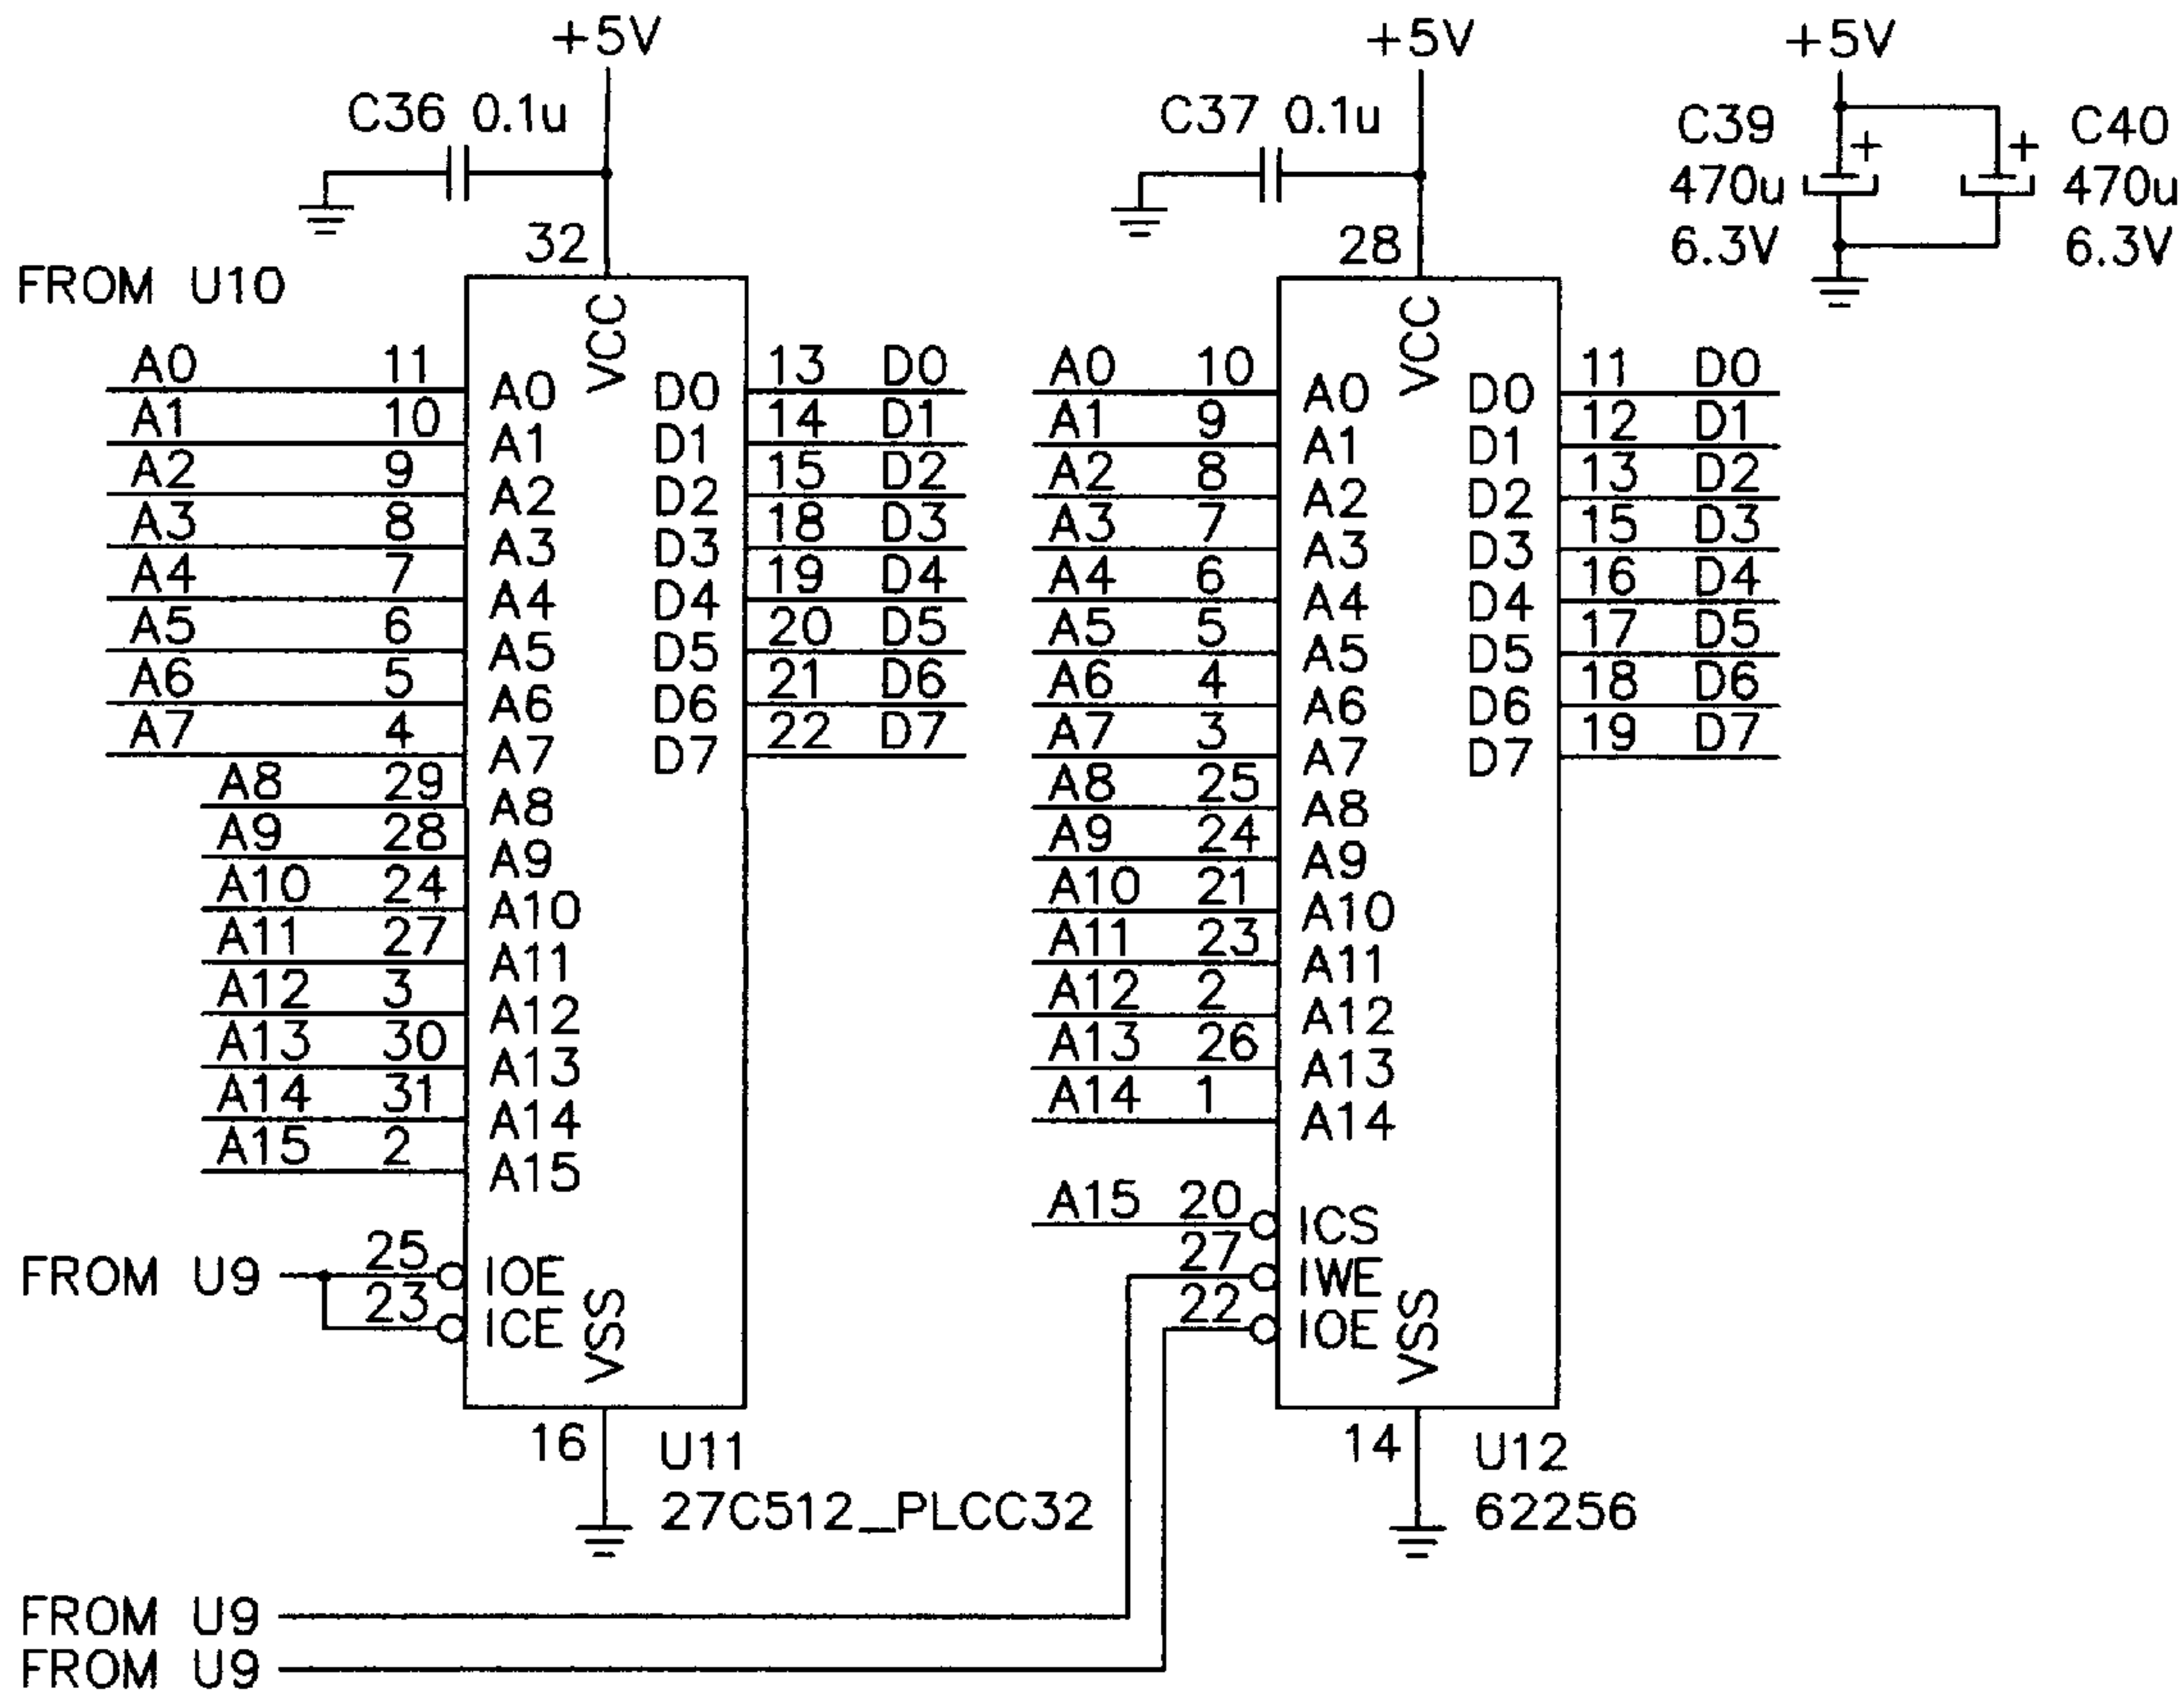 +5V +5V +5V
C36 0.1u C37 0.1u C39 + + C40
470u 470u
32 28 6.3V 6.3V
FROM U10
VCC VCC
A0 11 A0 D0 13 D0 A0 10 A0 D0 11 D0
A1 10 A1 D1 14 D1 A1 9 A1 D1 12 D1
A2 9 A2 D2 15 D2 A2 8 A2 D2 13 D2
A3 8 A3 D3 18 D3 A3 7 A3 D3 15 D3
A4 7 A4 D4 19 D4 A4 6 A4 D4 16 D4
A5 6 A5 D5 20 D5 A5 5 A5 D5 17 D5
A6 5 A6 D6 21 D6 A6 4 A6 D6 18 D6
A7 4 A7 D7 22 D7 A7 3 A7 D7 19 D7
A8 29 A8 A8 25 A8
A9 28 A9 A9 24 A9
A10 24 A10 A10 21 A10
A11 27 A11 A11 23 A11
A12 3 A12 A12 2 A12
A13 30 A13 A13 26 A13
A14 31 A14 A14 1 A14
A15 2 A15
A15 20 ICS
FROM U9 25 IOE 27 IWE
23 ICE 22 IOE
VSS VSS
16 U11 14 U12
27C512_PLCC32 62256
FROM U9
FROM U9